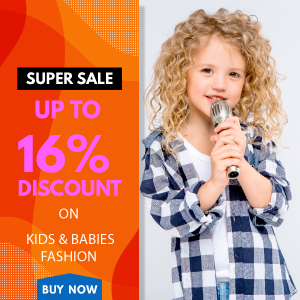 SUPER SALE
UP TO
16%
DISCOUNT
ON
KIDS & BABIES
FASHION
BUY NOW